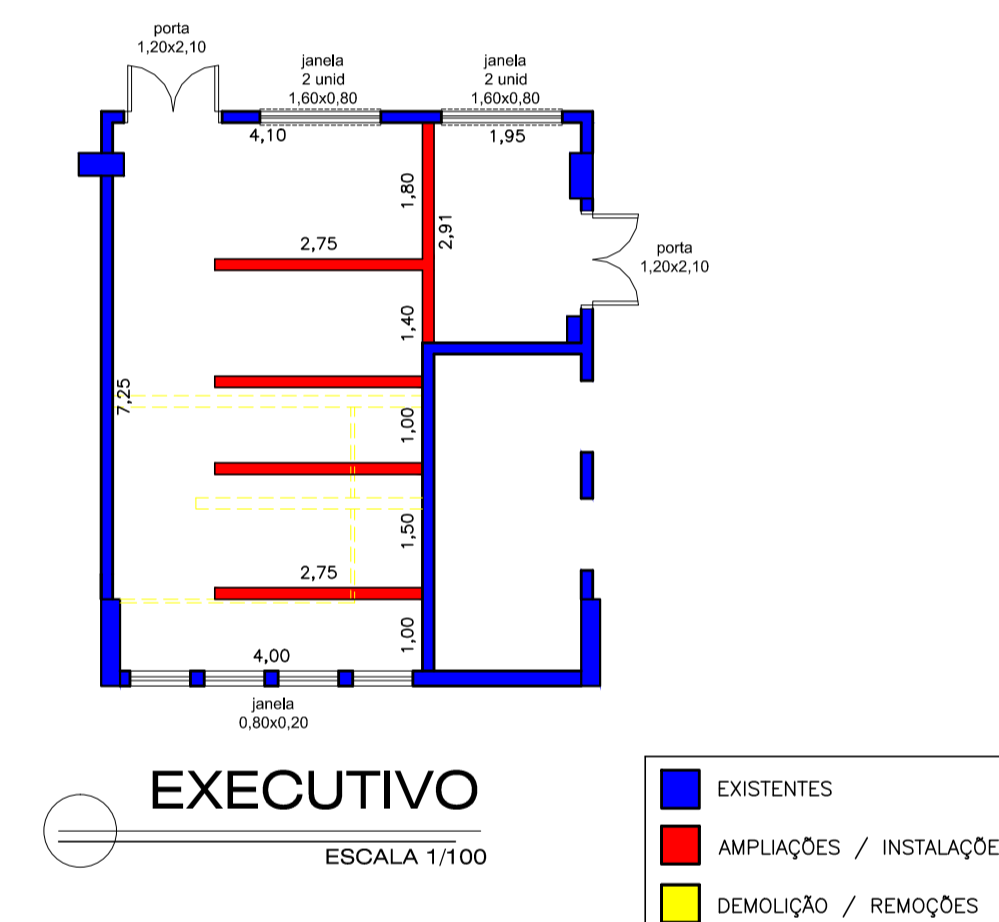 porta
1,20x2,10
janela
2 unid
1,60x0,80
janela
2 unid
1,60x0,80
4,10
1,95
1,80
2,91
2,75
porta
1,20x2,10
1,40
7,25
1,00
1,50
2,75
1,00
4,00
janela
0,80x0,20
EXECUTIVO
ESCALA 1/100
EXISTENTES
AMPLIAÇÕES / INSTALAÇÕE
DEMOLIÇÃO / REMOÇÕES